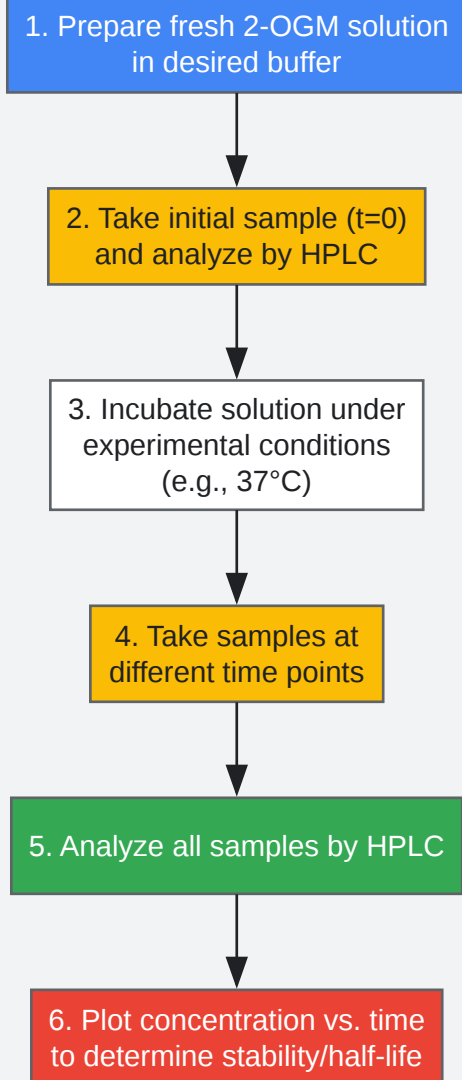 1. Prepare fresh 2-OGM solution
in desired buffer
2. Take initial sample (t=0)
and analyze by HPLC
3. Incubate solution under
experimental conditions
(e.g., 37°C)
4. Take samples at
different time points
5. Analyze all samples by HPLC
6. Plot concentration vs. time
to determine stability/half-life